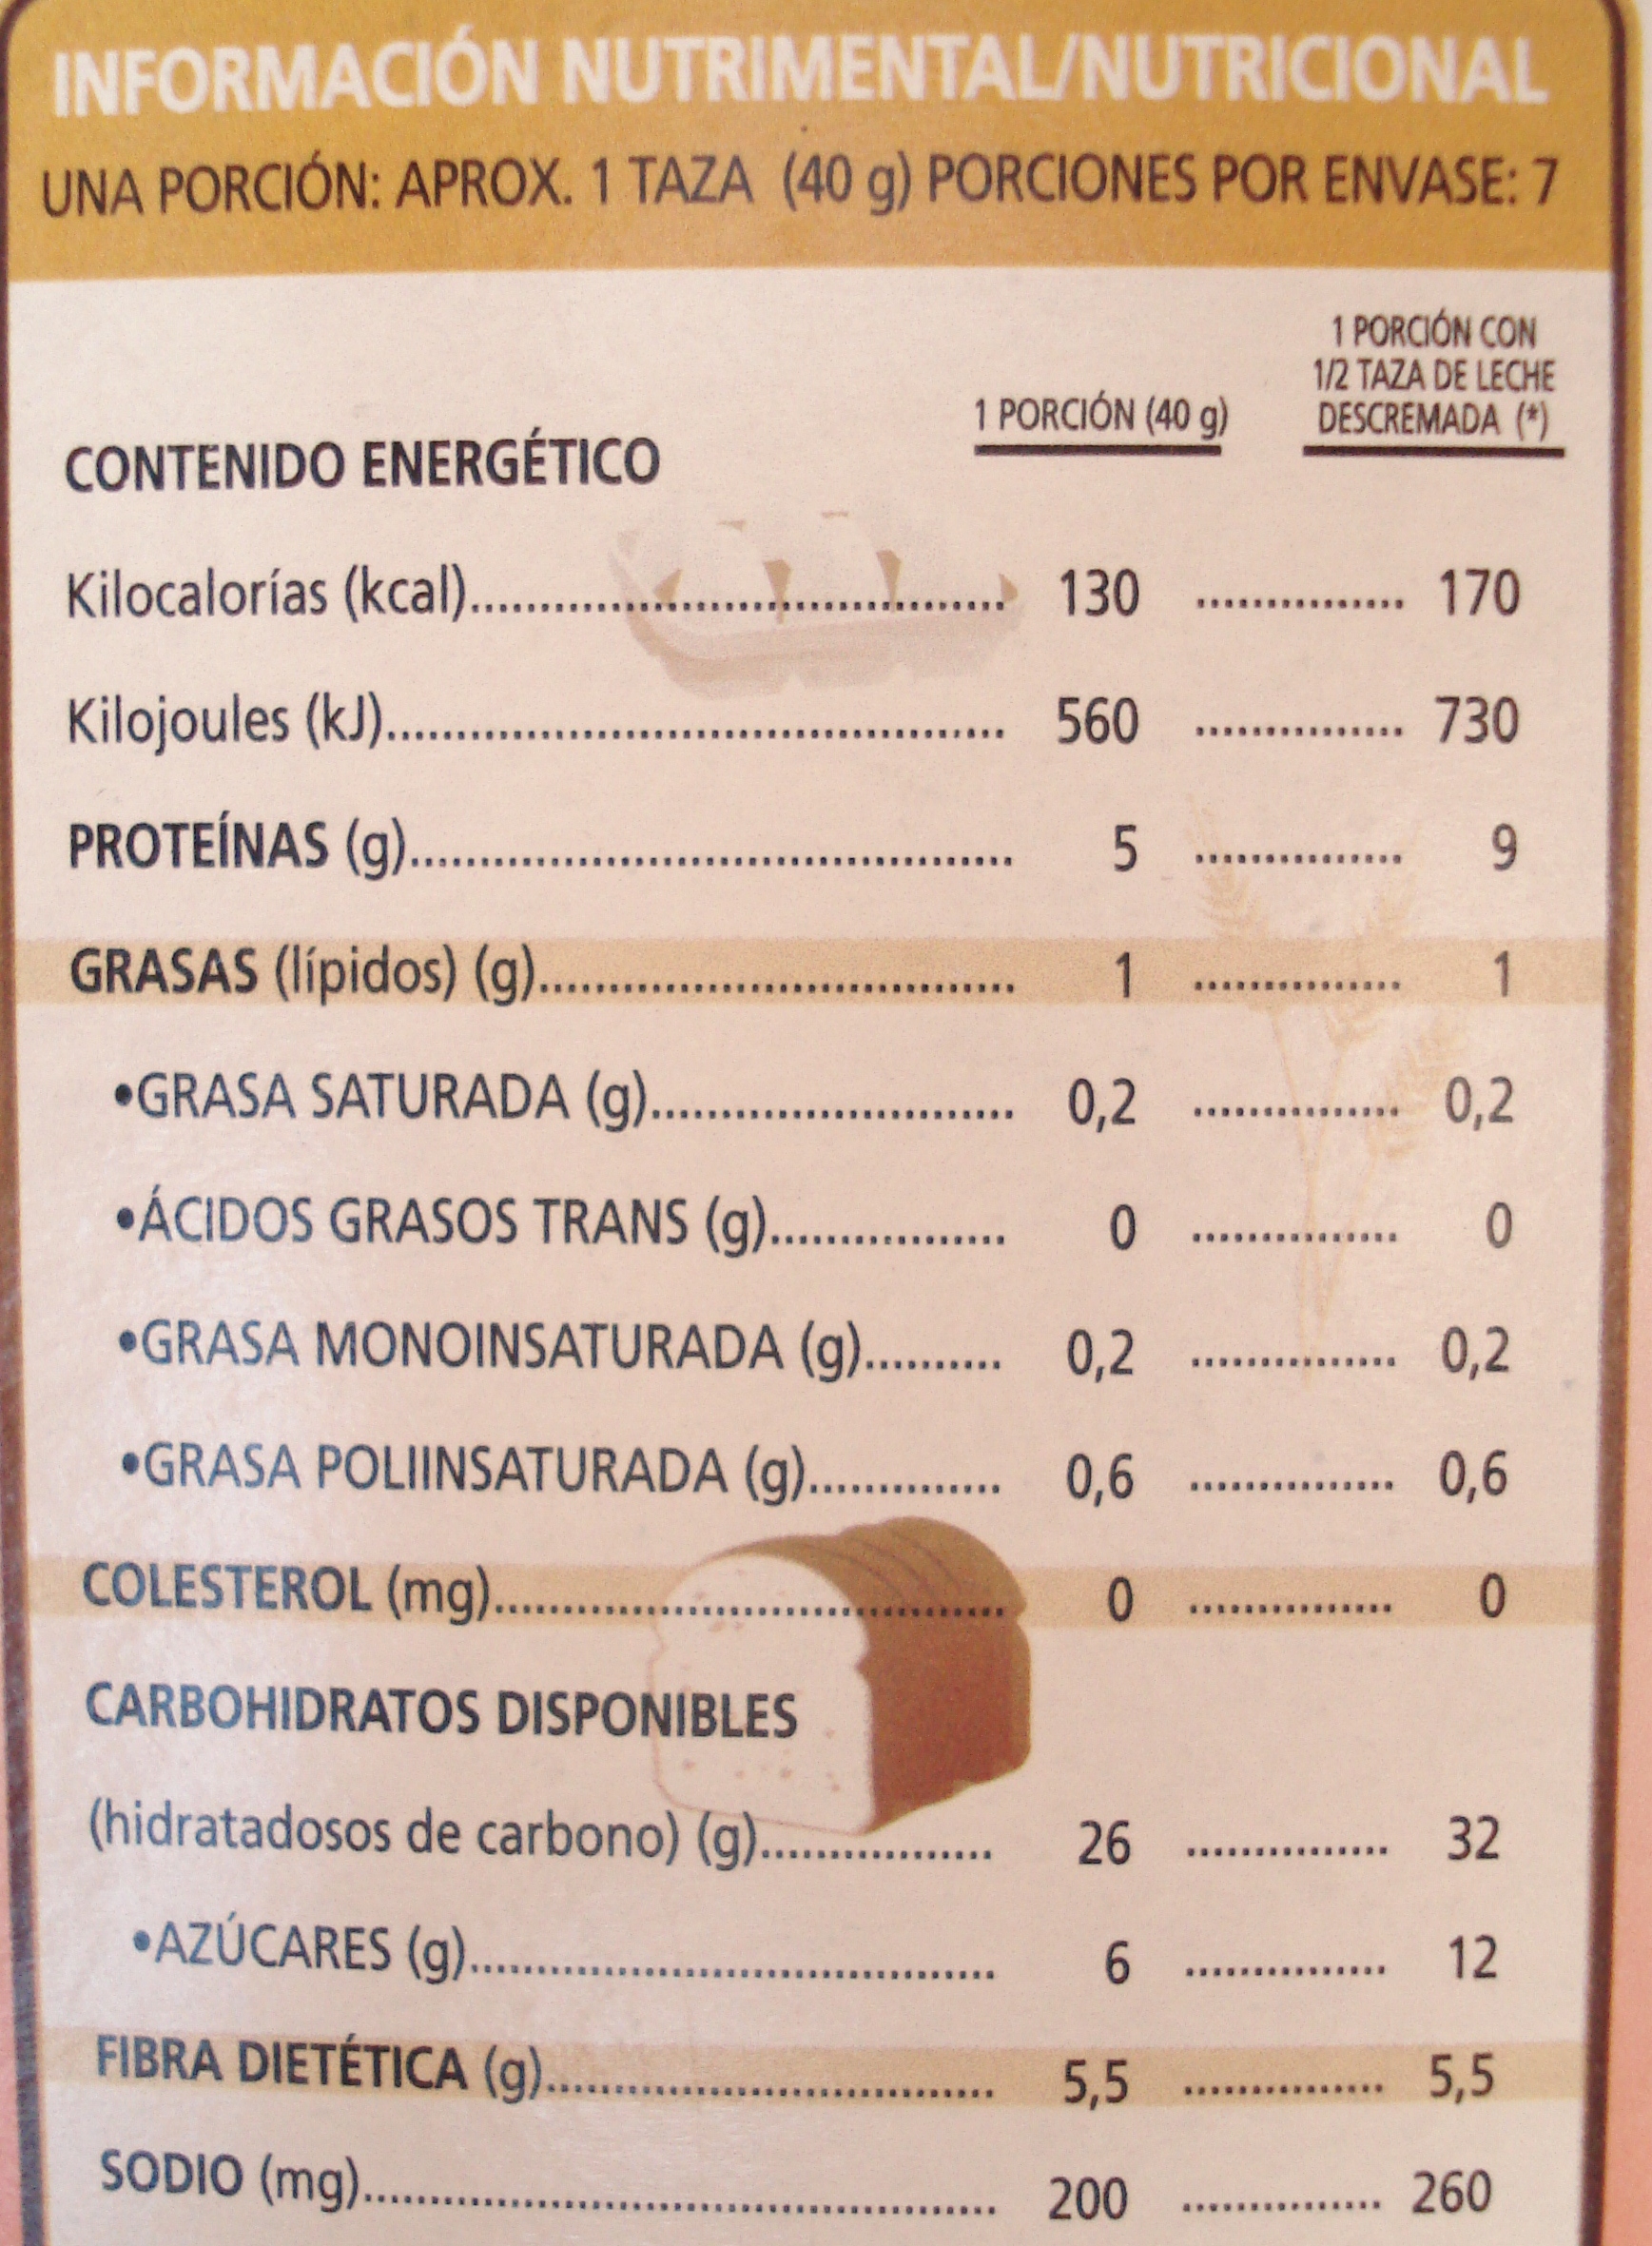 INFORMACIÓN NUTRIMENTAL/NUTRICIONAL
UNA PORCIÓN: APROX. 1 TAZA (40 g) PORCIONES POR ENVASE: 7
1 PORCIÓN (40 g)
1 PORCIÓN CON
1/2 TAZA DE LECHE
DESCREMADA (*)
CONTENIDO ENERGÉTICO
Kilocalorías (kcal)...................................... 130 ............... 170
Kilojoules (kJ)............................................ 560 ............... 730
PROTEÍNAS (g)........................................... 5 ............... 9
GRASAS (lípidos) (g).................................. 1 ............... 1
•GRASA SATURADA (g).......................... 0,2 ............... 0,2
•ÁCIDOS GRASOS TRANS (g)................. 0 ............... 0
•GRASA MONOINSATURADA (g).......... 0,2 ............... 0,2
•GRASA POLIINSATURADA (g).............. 0,6 ............... 0,6
COLESTEROL (mg)..................................... 0 ............... 0
CARBOHIDRATOS DISPONIBLES
(hidratadosos de carbono) (g)................. 26 ............... 32
•AZÚCARES (g)....................................... 6 ............... 12
FIBRA DIETÉTICA (g)................................. 5,5 ............... 5,5
SODIO (mg)............................................... 200 ............... 260